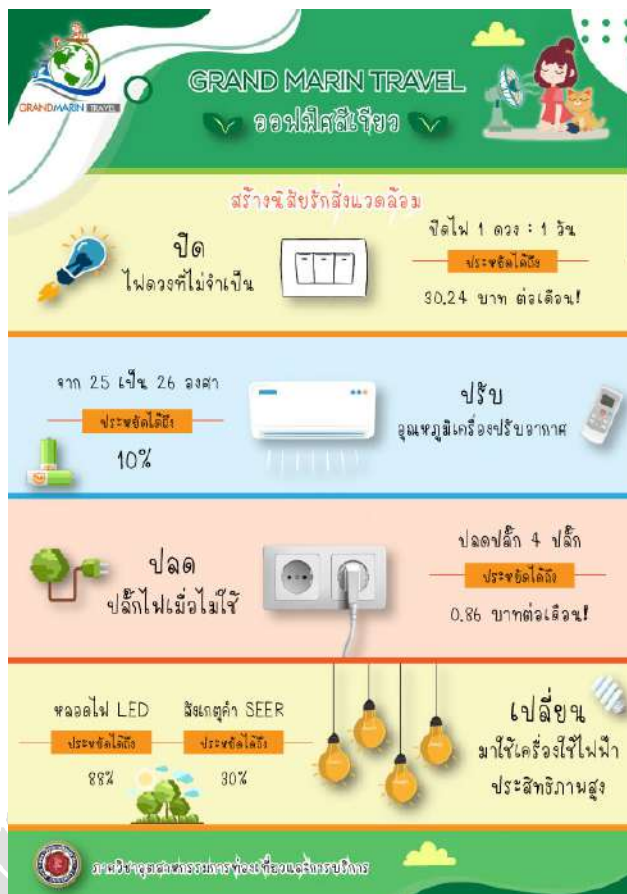 GRANDMARIN TRAVEL
GRAND MARIN TRAVEL
ออฟฟิศสีเขียว
สร้างนิสัยรักสิ่งแวดล้อม
ปิด
ไฟดวงที่ไม่จำเป็น
ปิดไฟ 1 ดวง : 1 วัน
ประหยัดได้ถึง
30.24 บาท ต่อเดือน!
จาก 25 เป็น 26 องศา
ประหยัดได้ถึง
10%
ปรับ
อุณหภูมิเครื่องปรับอากาศ
ปลด
ปลั๊กไฟเมื่อไม่ใช้
ปลดปลั๊ก 4 ปลั๊ก
ประหยัดได้ถึง
0.86 บาทต่อเดือน!
หลอดไฟ LED
ประหยัดได้ถึง
88%
สังเกตุคำ SEER
ประหยัดได้ถึง
30%
เปลี่ยน
มาใช้เครื่องใช้ไฟฟ้า
ประสิทธิภาพสูง
ภาควิชาอุตสาหกรรมการท่องเที่ยวและการบริการ